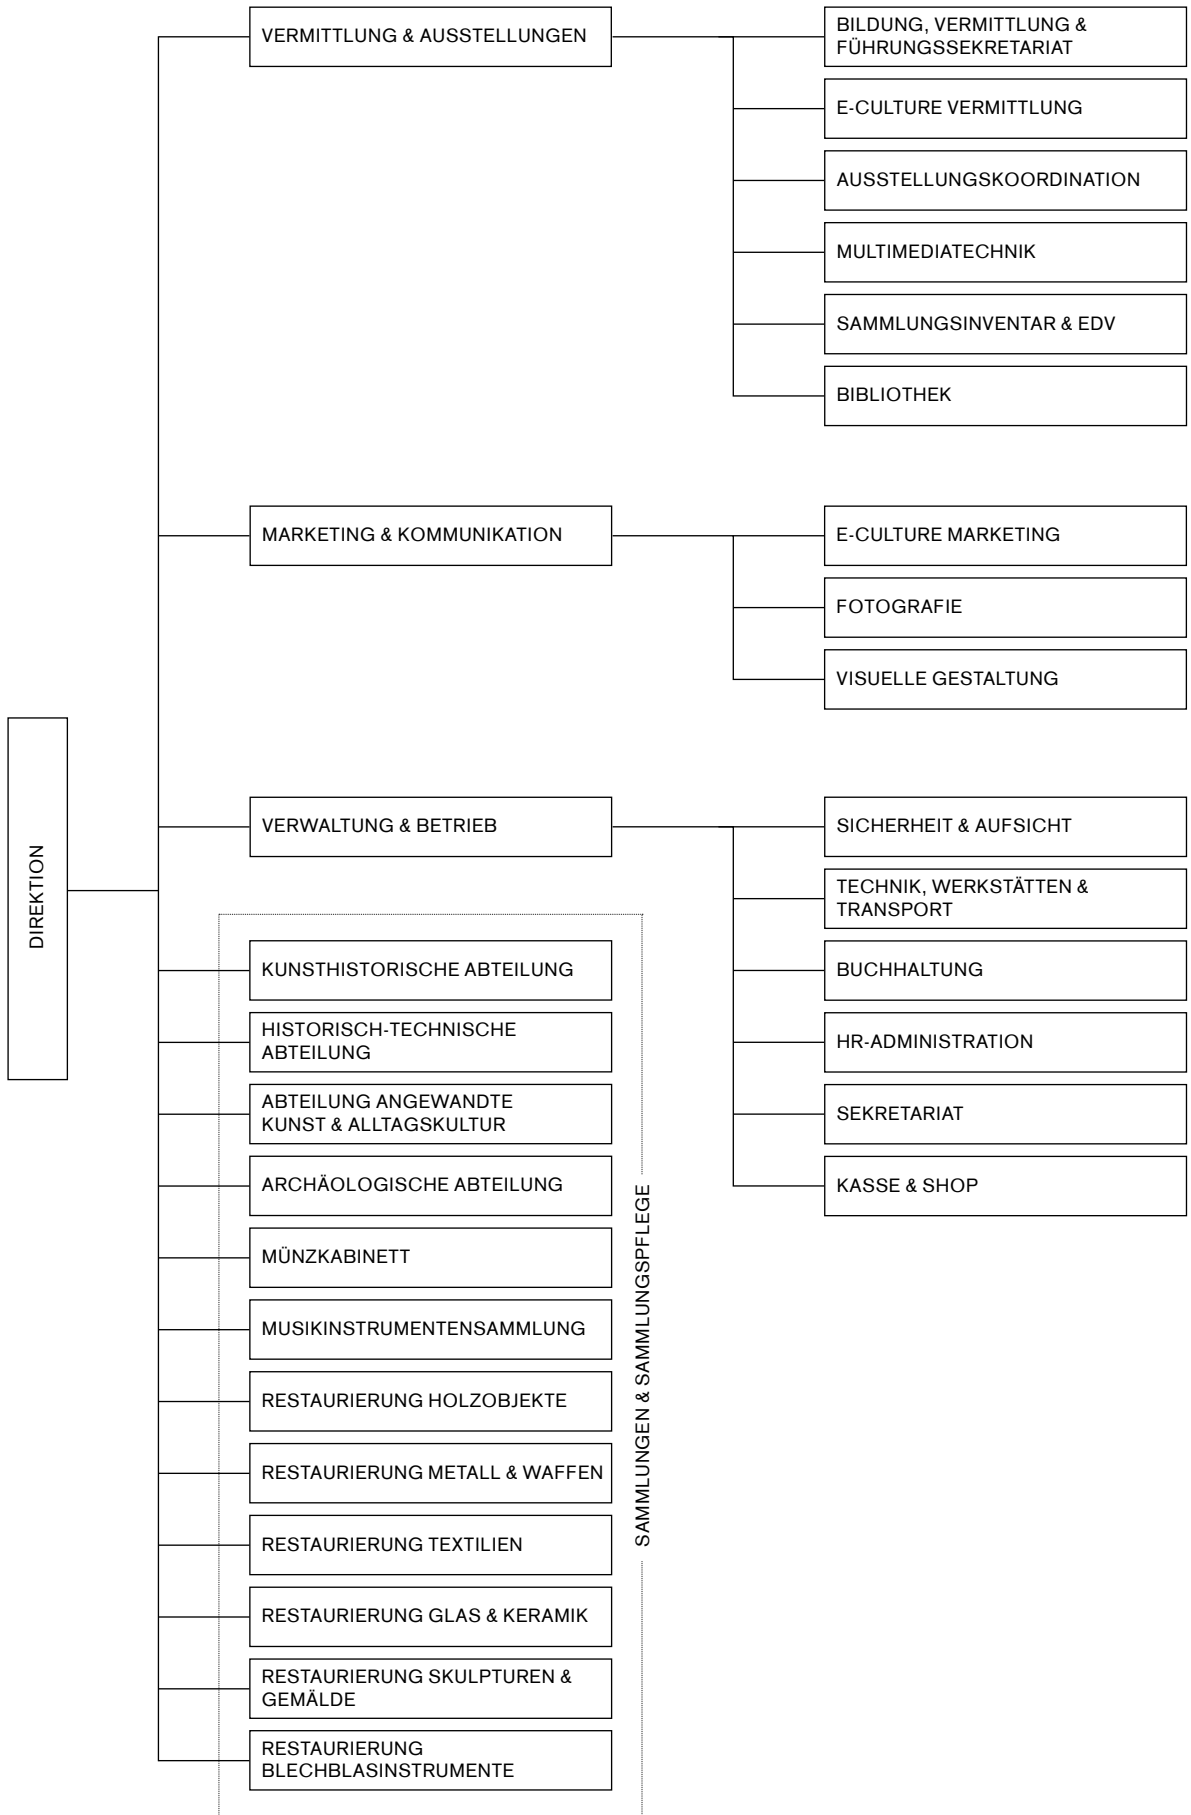 DIREKTION
VERMITTLUNG & AUSSTELLUNGEN
BILDUNG, VERMITTLUNG &
FÜHRUNGSSEKRETARIAT
E-CULTURE VERMITTLUNG
AUSSTELLUNGSKOORDINATION
MULTIMEDIATECHNIK
SAMMLUNGSINVENTAR & EDV
BIBLIOTHEK
MARKETING & KOMMUNIKATION
E-CULTURE MARKETING
FOTOGRAFIE
VISUELLE GESTALTUNG
VERWALTUNG & BETRIEB
SICHERHEIT & AUFSICHT
TECHNIK, WERKSTÄTTEN &
TRANSPORT
BUCHHALTUNG
HR-ADMINISTRATION
SEKRETARIAT
KASSE & SHOP
SAMMLUNGEN & SAMMLUNGSPFLEGE
KUNSTHISTORISCHE ABTEILUNG
HISTORISCH-TECHNISCHE
ABTEILUNG
ABTEILUNG ANGEWANDTE
KUNST & ALLTAGSKULTUR
ARCHÄOLOGISCHE ABTEILUNG
MÜNZKABINETT
MUSIKINSTRUMENTENSAMMLUNG
RESTAURIERUNG HOLZOBJEKTE
RESTAURIERUNG METALL & WAFFEN
RESTAURIERUNG TEXTILIEN
RESTAURIERUNG GLAS & KERAMIK
RESTAURIERUNG SKULPTUREN &
GEMÄLDE
RESTAURIERUNG
BLECHBLASINSTRUMENTE